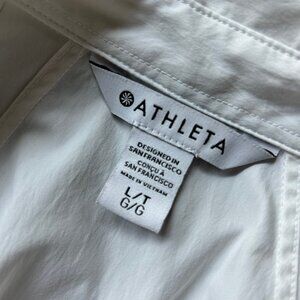 ATHLETA
DESIGNED IN
SAN FRANCISCO
CONÇU À
SAN FRANCISCO
MADE IN VIETNAM
L/T
G/G